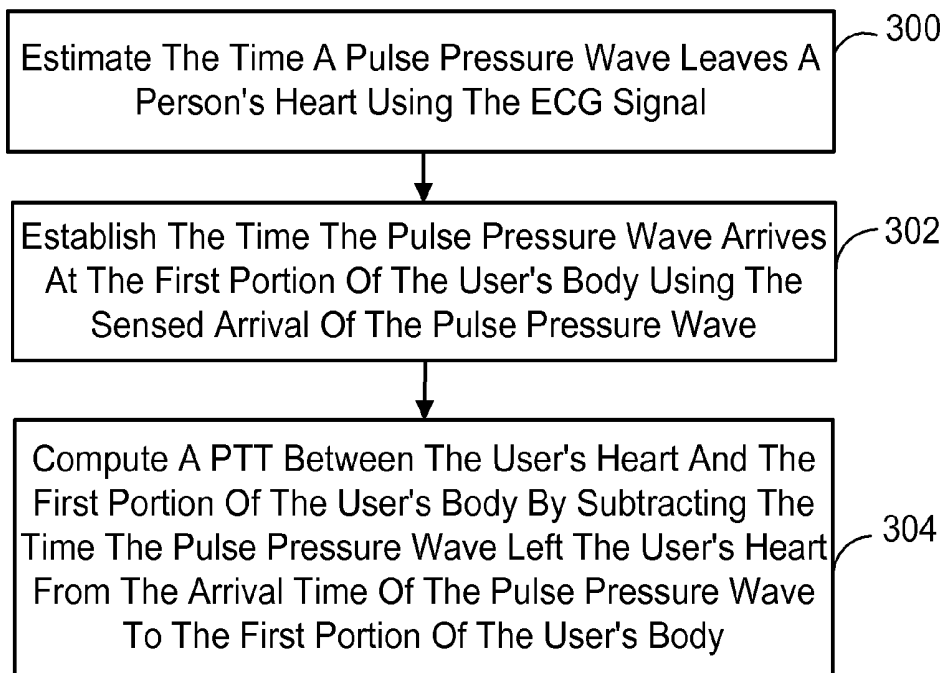 Estimate The Time A Pulse Pressure Wave Leaves A
Person's Heart Using The ECG Signal
300
Establish The Time The Pulse Pressure Wave Arrives
At The First Portion Of The User's Body Using The
Sensed Arrival Of The Pulse Pressure Wave
302
Compute A PTT Between The User's Heart And The
First Portion Of The User's Body By Subtracting The
Time The Pulse Pressure Wave Left The User's Heart
From The Arrival Time Of The Pulse Pressure Wave
To The First Portion Of The User's Body
304